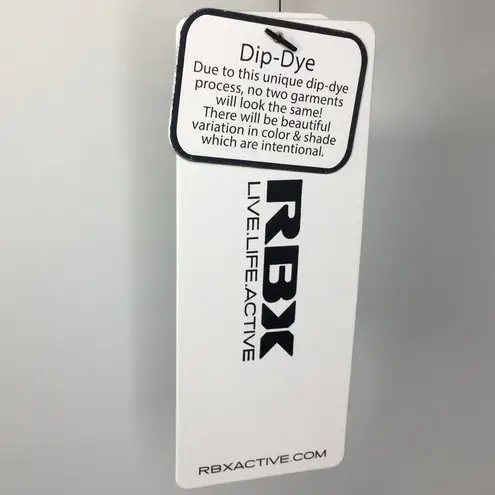 Dip-Dye
Due to this unique dip-dye
process, no two garments
will look the same!
There will be beautiful
variation in color & shade
which are intentional.
RBX
LIVE.LIFE.ACTIVE
RBXACTIVE.COM